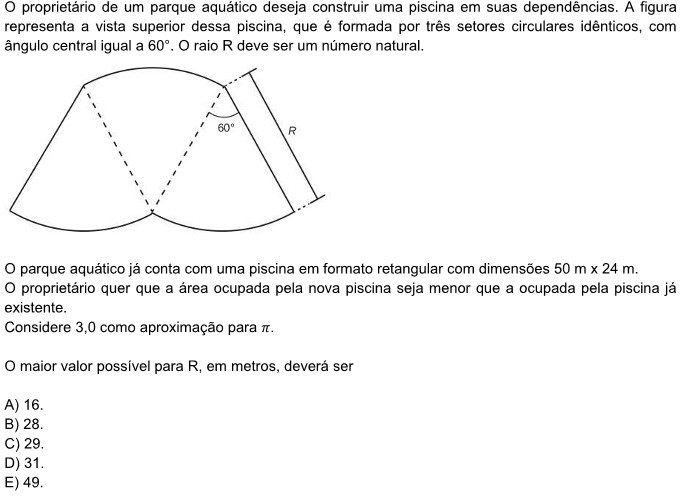 O proprietário de um parque aquático deseja construir uma piscina em suas dependências. A figura
representa a vista superior dessa piscina, que é formada por três setores circulares idênticos, com
ângulo central igual a 60°. O raio R deve ser um número natural.
60°
R
O parque aquático já conta com uma piscina em formato retangular com dimensões 50 m x 24 m.
O proprietário quer que a área ocupada pela nova piscina seja menor que a ocupada pela piscina já
existente.
Considere 3,0 como aproximação para π.
O maior valor possível para R, em metros, deverá ser
A) 16.
B) 28.
C) 29.
D) 31.
E) 49.